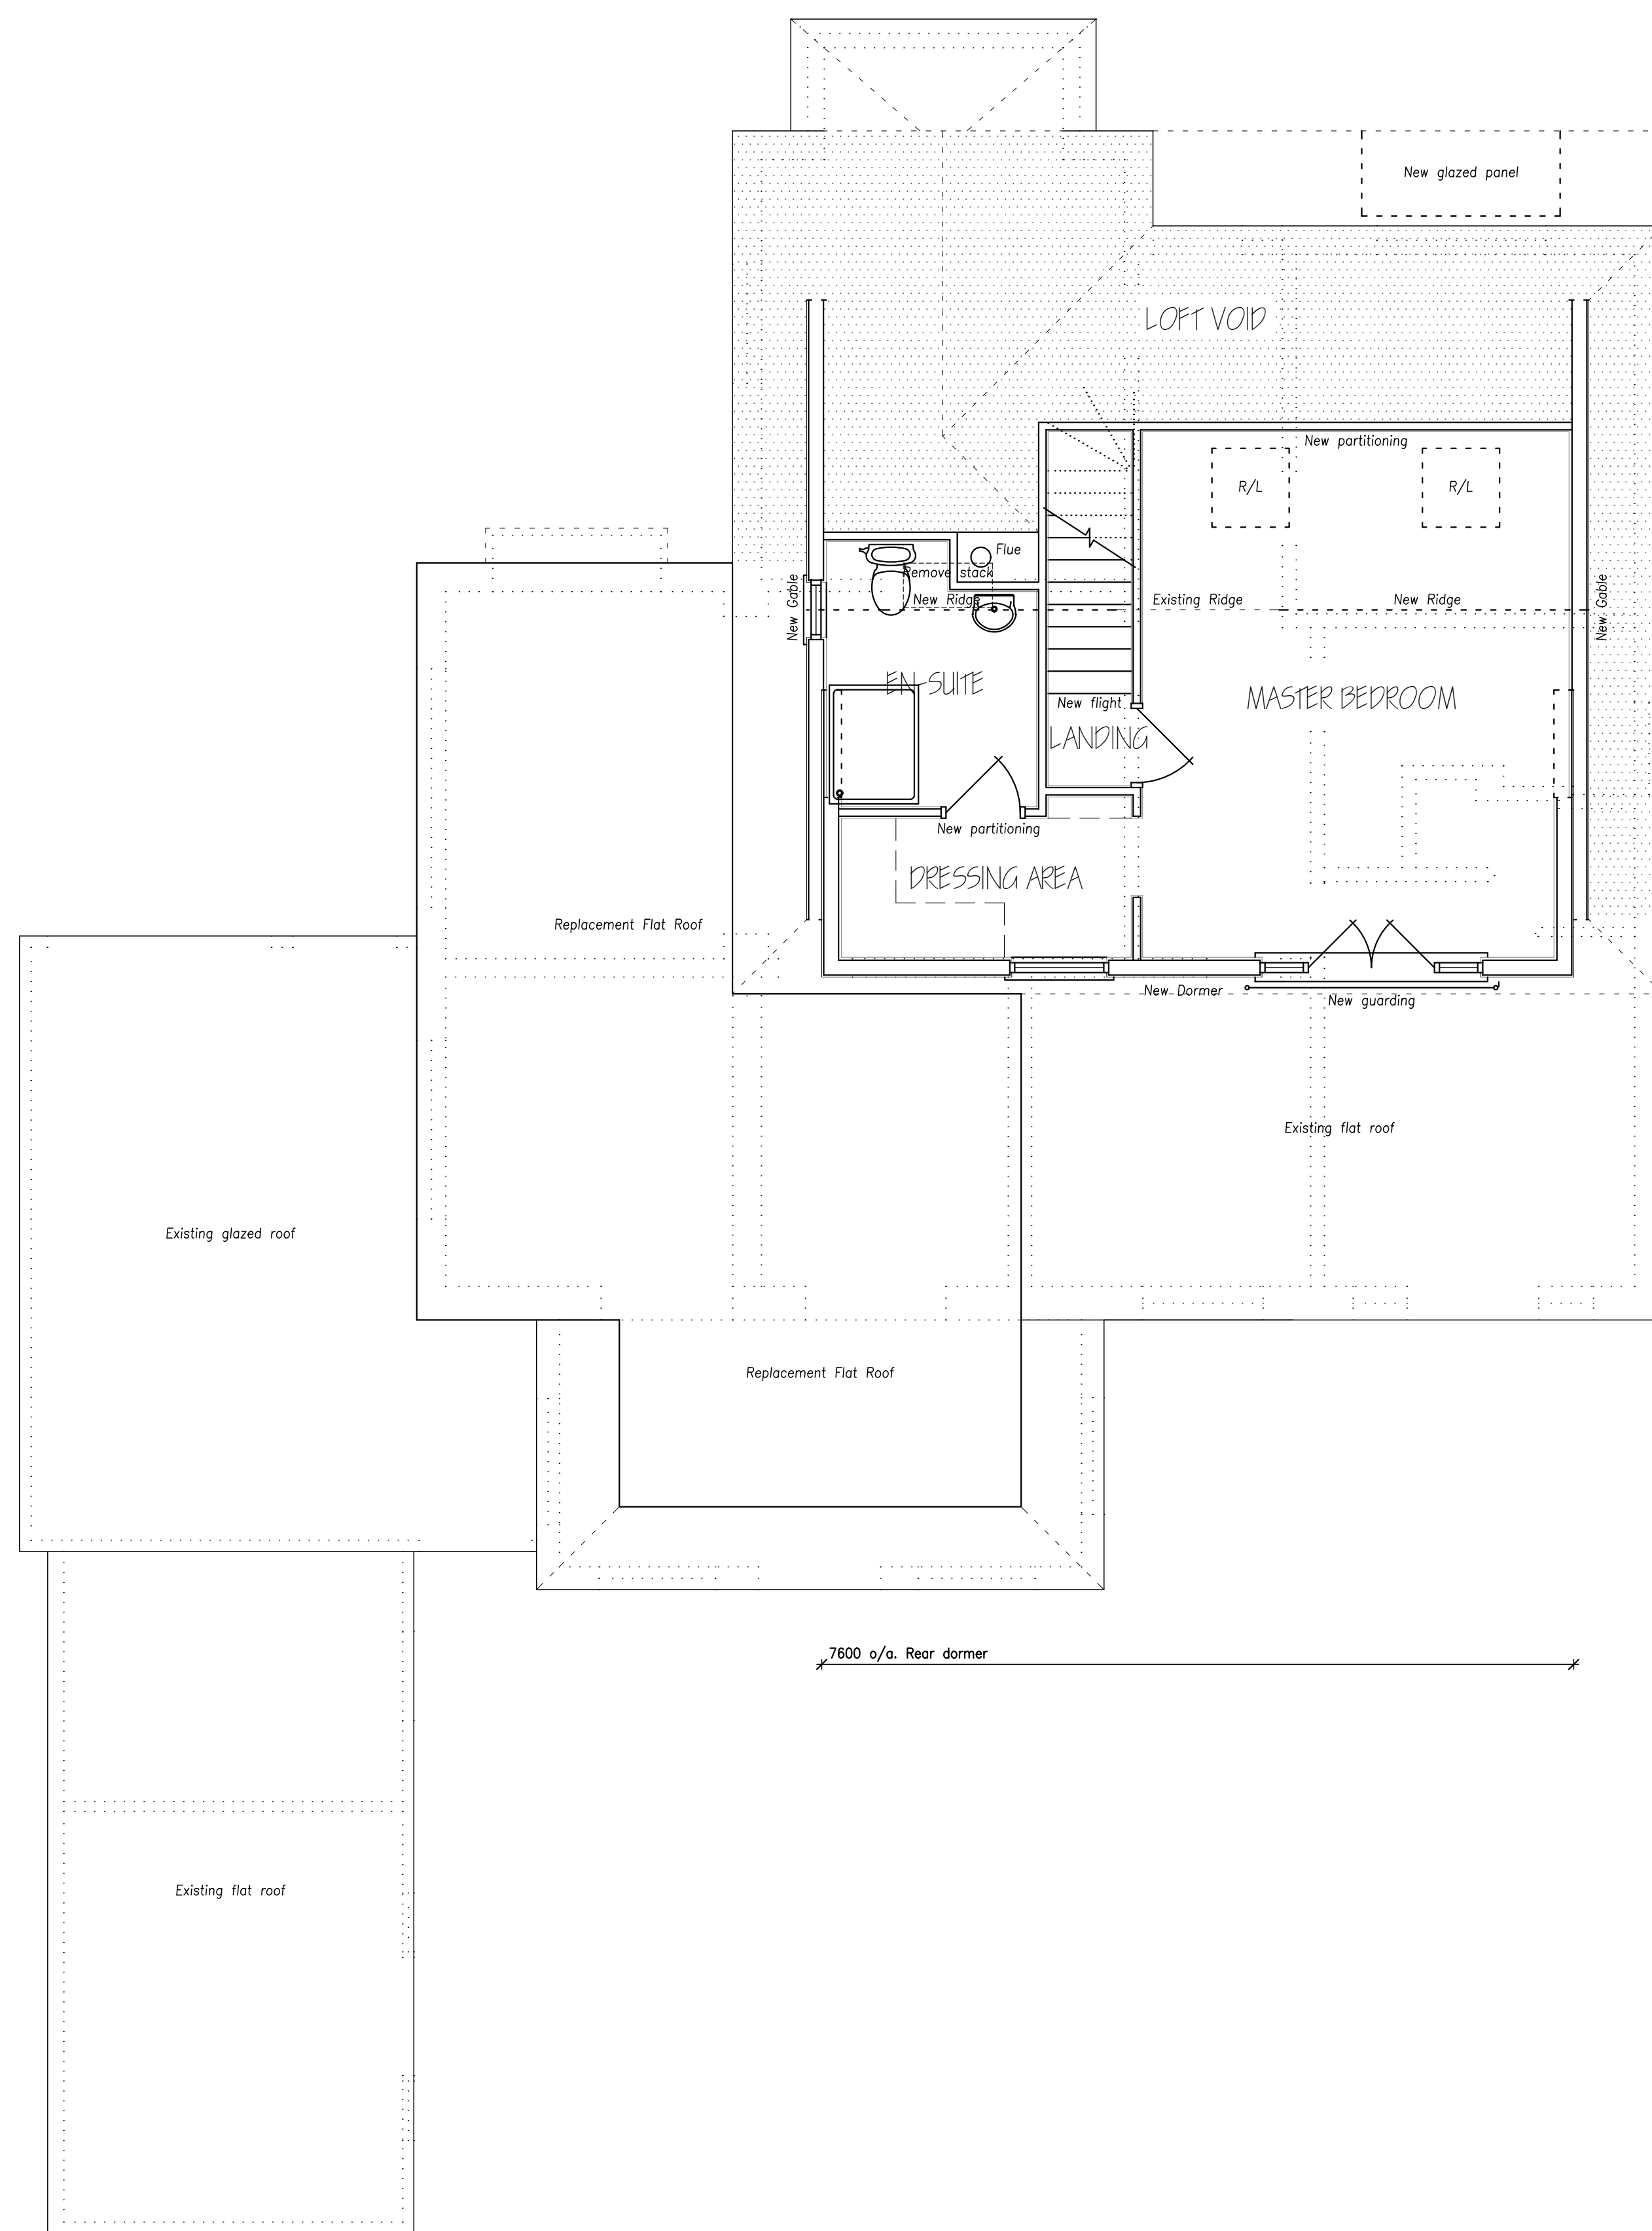 New glazed panel
LOFT VOID
New partitioning
R/L
R/L
Flue
Remove stack
New Gable
New Ridge
Existing Ridge
New Ridge
New Gable
EN-SUITE
MASTER BEDROOM
New flight
LANDING
New partitioning
DRESSING AREA
Replacement Flat Roof
New Dormer
New guarding
Existing flat roof
Existing glazed roof
Replacement Flat Roof
7600 o/a. Rear dormer
Existing flat roof